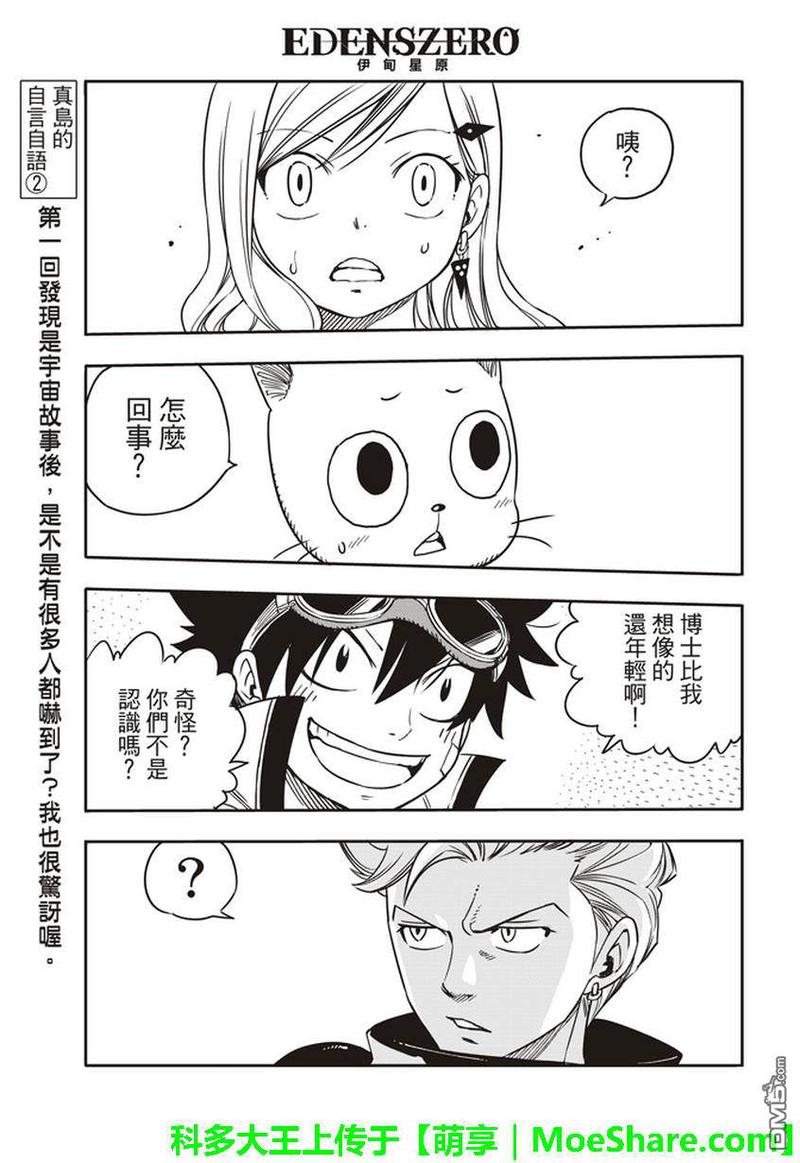 EDENSZERO
伊甸星原
真島的
自言自語②
第一回發現是宇宙故事後，是不是有很多人都嚇到了？我也很驚訝喔。
咦？
怎麼
回事？
博士比我
想像的
還年輕啊！
奇怪？
你們不是
認識嗎？
？
科多大王上传于【萌享｜MoeShare.com】
DM5.com